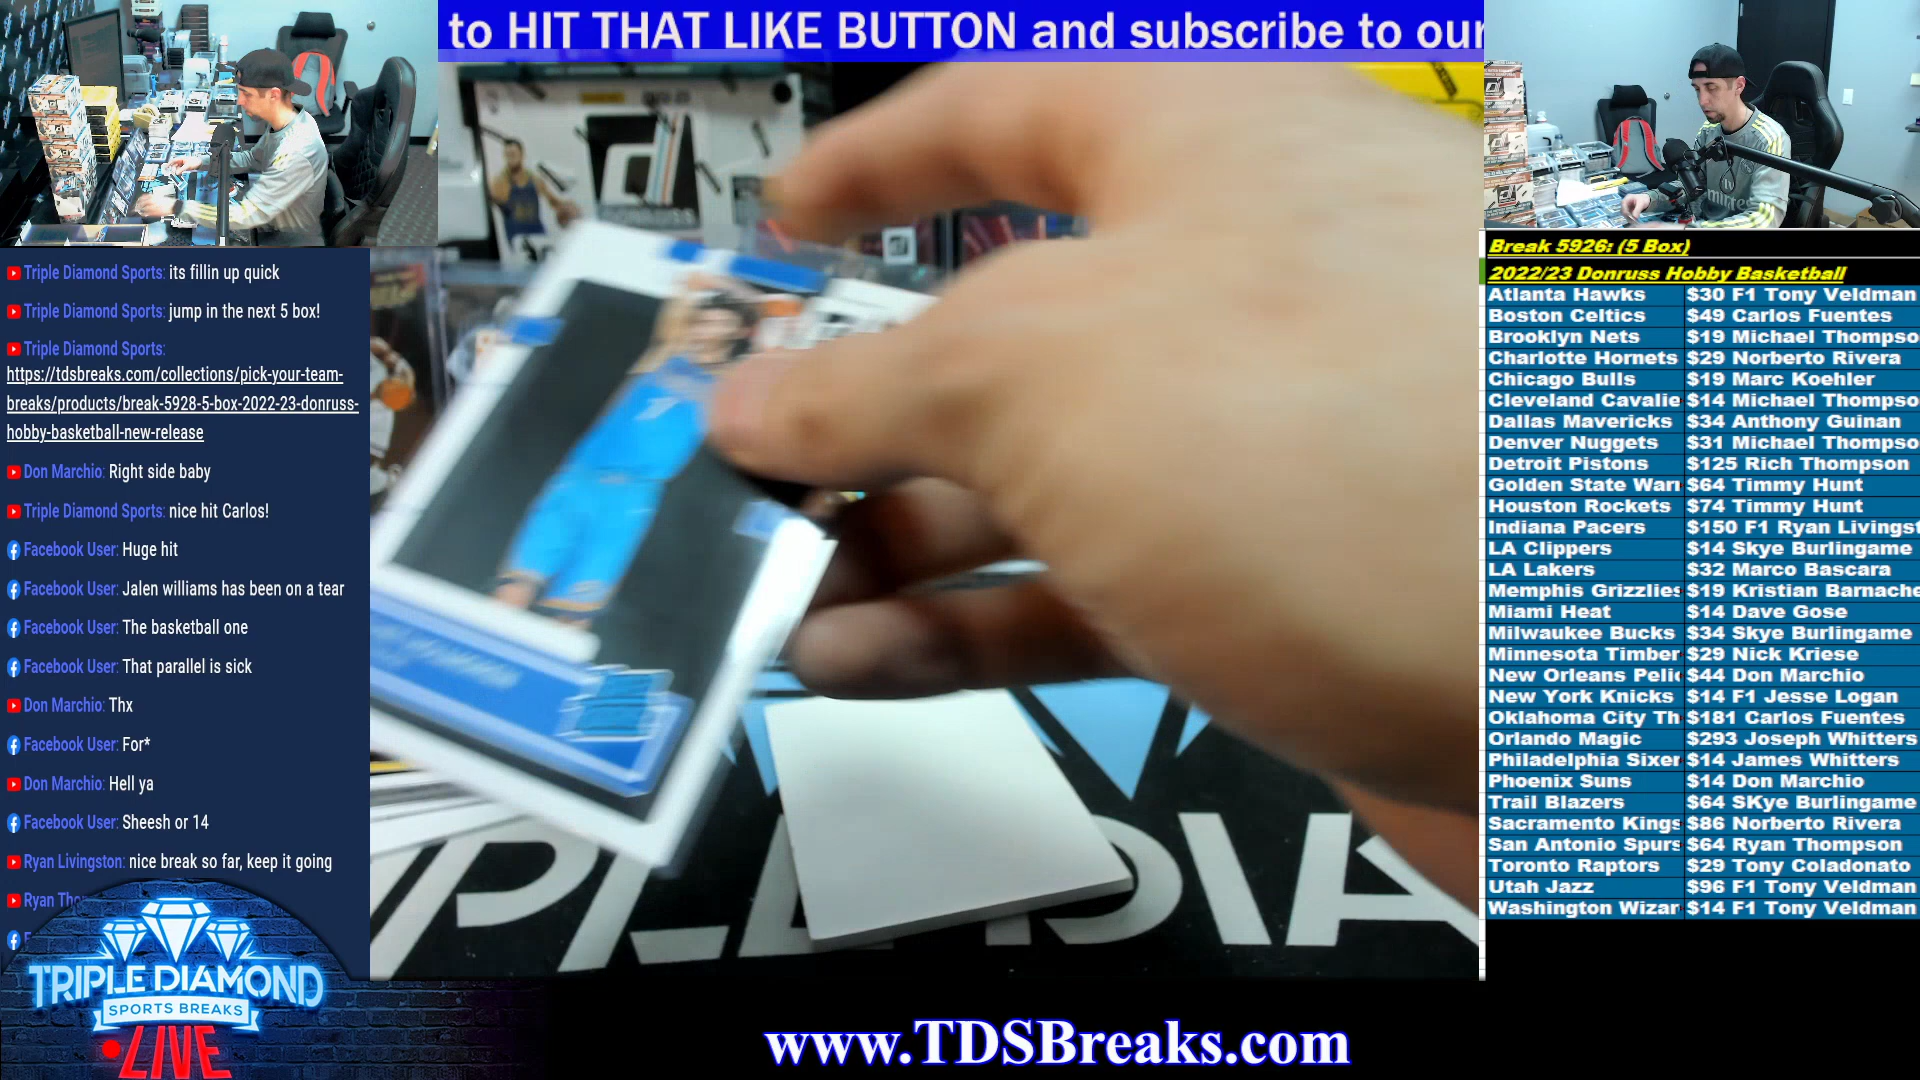 to HIT THAT LIKE BUTTON and subscribe to our
Triple Diamond Sports: its fillin up quick
Triple Diamond Sports: jump in the next 5 box!
Triple Diamond Sports:
https://tdsbreaks.com/collections/pick-your-team-
breaks/products/break-5928-5-box-2022-23-donruss-
hobby-basketball-new-release
Don Marchio: Right side baby
Triple Diamond Sports: nice hit Carlos!
Facebook User: Huge hit
Facebook User: Jalen williams has been on a tear
Facebook User: The basketball one
Facebook User: That parallel is sick
Don Marchio: Thx
Facebook User: For*
Don Marchio: Hell ya
Facebook User: Sheesh or 14
Ryan Livingston: nice break so far, keep it going
Ryan Tho
F
TRIPLE DIAMOND
SPORTS BREAKS
LIVE
Break 5926: (5 Box)
2022/23 Donruss Hobby Basketball
Atlanta Hawks $30 F1 Tony Veldman
Boston Celtics $49 Carlos Fuentes
Brooklyn Nets $19 Michael Thompso
Charlotte Hornets $29 Norberto Rivera
Chicago Bulls $19 Marc Koehler
Cleveland Cavalie $14 Michael Thompso
Dallas Mavericks $34 Anthony Guinan
Denver Nuggets $31 Michael Thompso
Detroit Pistons $125 Rich Thompson
Golden State Warr $64 Timmy Hunt
Houston Rockets $74 Timmy Hunt
Indiana Pacers $150 F1 Ryan Livingst
LA Clippers $14 Skye Burlingame
LA Lakers $32 Marco Bascara
Memphis Grizzlies $19 Kristian Barnache
Miami Heat $14 Dave Gose
Milwaukee Bucks $34 Skye Burlingame
Minnesota Timber $29 Nick Kriese
New Orleans Pelic $44 Don Marchio
New York Knicks $14 F1 Jesse Logan
Oklahoma City Th $181 Carlos Fuentes
Orlando Magic $293 Joseph Whitters
Philadelphia Sixer $14 James Whitters
Phoenix Suns $14 Don Marchio
Trail Blazers $64 SKye Burlingame
Sacramento Kings $86 Norberto Rivera
San Antonio Spurs $64 Ryan Thompson
Toronto Raptors $29 Tony Coladonato
Utah Jazz $96 F1 Tony Veldman
Washington Wizar $14 F1 Tony Veldman
www.TDSBreaks.com